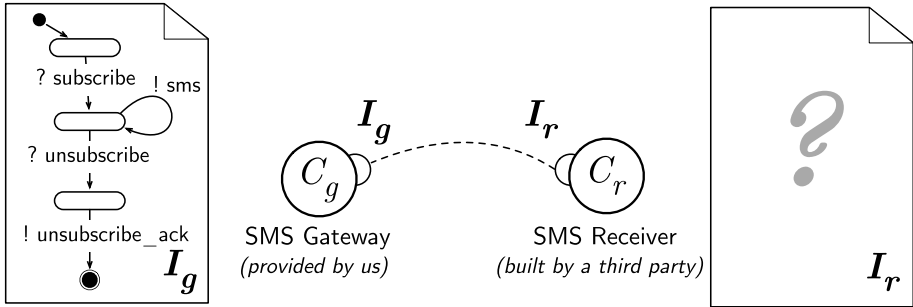 ? subscribe
! sms
? unsubscribe
! unsubscribe_ack
I_g
I_g
C_g
SMS Gateway
(provided by us)
I_r
C_r
SMS Receiver
(built by a third party)
?
I_r